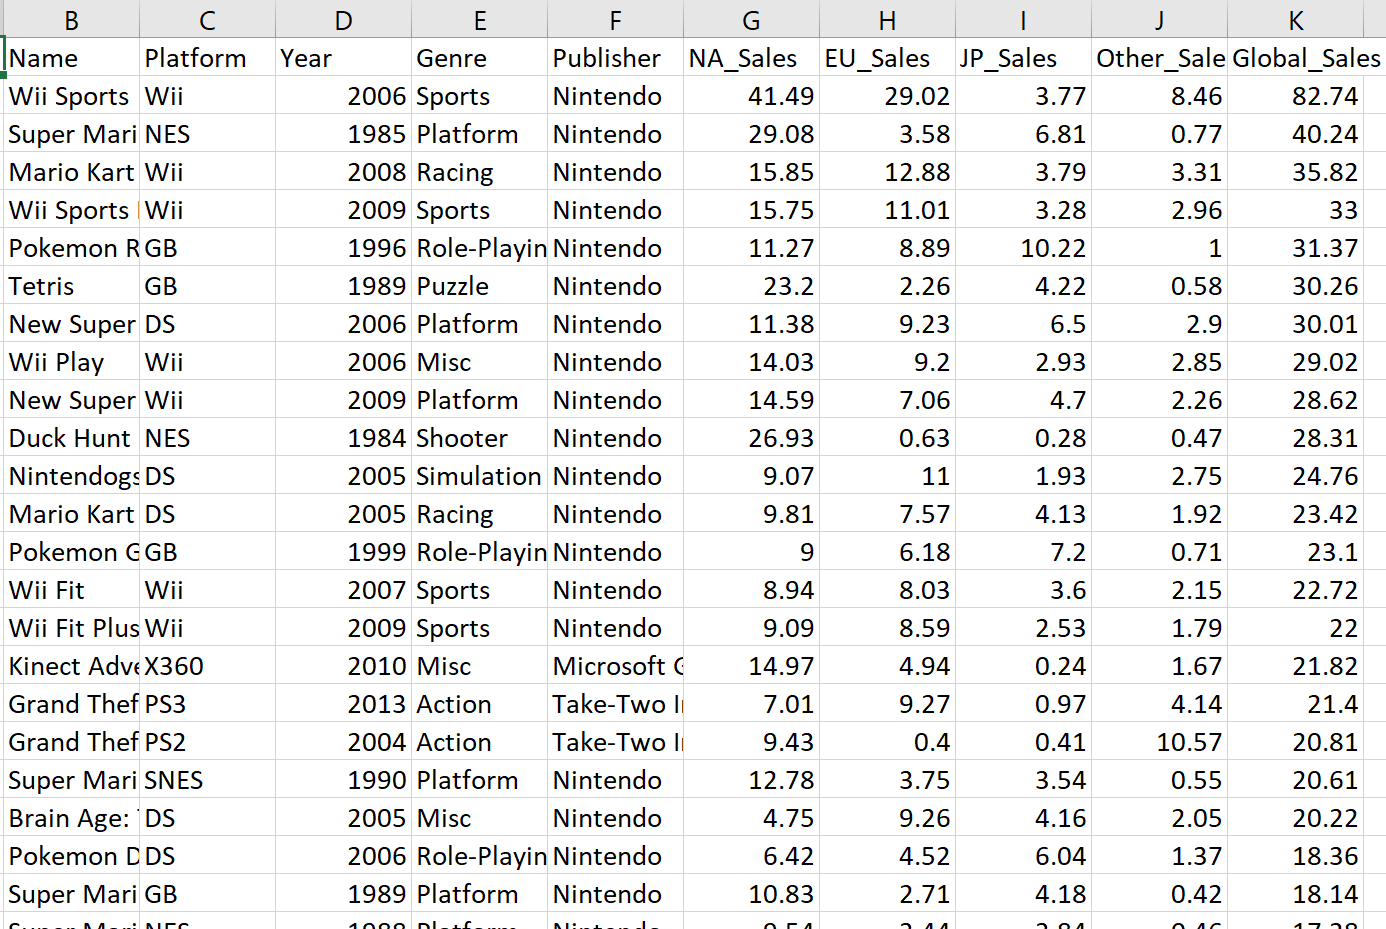 B C D E F G H I J K
Name Platform Year Genre Publisher NA_Sales EU_Sales JP_Sales Other_Sale Global_Sales
Wii Sports Wii 2006 Sports Nintendo 41.49 29.02 3.77 8.46 82.74
Super Mari NES 1985 Platform Nintendo 29.08 3.58 6.81 0.77 40.24
Mario Kart Wii 2008 Racing Nintendo 15.85 12.88 3.79 3.31 35.82
Wii Sports Wii 2009 Sports Nintendo 15.75 11.01 3.28 2.96 33
Pokemon R GB 1996 Role-Playin Nintendo 11.27 8.89 10.22 1 31.37
Tetris GB 1989 Puzzle Nintendo 23.2 2.26 4.22 0.58 30.26
New Super DS 2006 Platform Nintendo 11.38 9.23 6.5 2.9 30.01
Wii Play Wii 2006 Misc Nintendo 14.03 9.2 2.93 2.85 29.02
New Super Wii 2009 Platform Nintendo 14.59 7.06 4.7 2.26 28.62
Duck Hunt NES 1984 Shooter Nintendo 26.93 0.63 0.28 0.47 28.31
Nintendogs DS 2005 Simulation Nintendo 9.07 11 1.93 2.75 24.76
Mario Kart DS 2005 Racing Nintendo 9.81 7.57 4.13 1.92 23.42
Pokemon G GB 1999 Role-Playin Nintendo 9 6.18 7.2 0.71 23.1
Wii Fit Wii 2007 Sports Nintendo 8.94 8.03 3.6 2.15 22.72
Wii Fit Plus Wii 2009 Sports Nintendo 9.09 8.59 2.53 1.79 22
Kinect Adve X360 2010 Misc Microsoft G 14.97 4.94 0.24 1.67 21.82
Grand Thef PS3 2013 Action Take-Two I 7.01 9.27 0.97 4.14 21.4
Grand Thef PS2 2004 Action Take-Two I 9.43 0.4 0.41 10.57 20.81
Super Mari SNES 1990 Platform Nintendo 12.78 3.75 3.54 0.55 20.61
Brain Age: DS 2005 Misc Nintendo 4.75 9.26 4.16 2.05 20.22
Pokemon D DS 2006 Role-Playin Nintendo 6.42 4.52 6.04 1.37 18.36
Super Mari GB 1989 Platform Nintendo 10.83 2.71 4.18 0.42 18.14